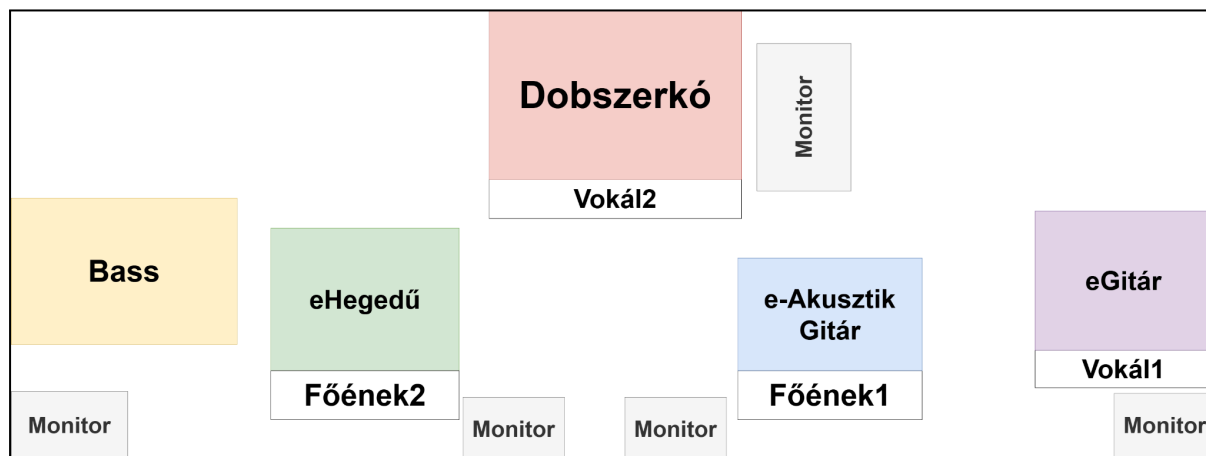 Dobszerkó
Monitor
Vokál2
Bass
eHegedű
e-Akusztik
Gitár
eGitár
Vokál1
Főének2
Főének1
Monitor
Monitor
Monitor
Monitor